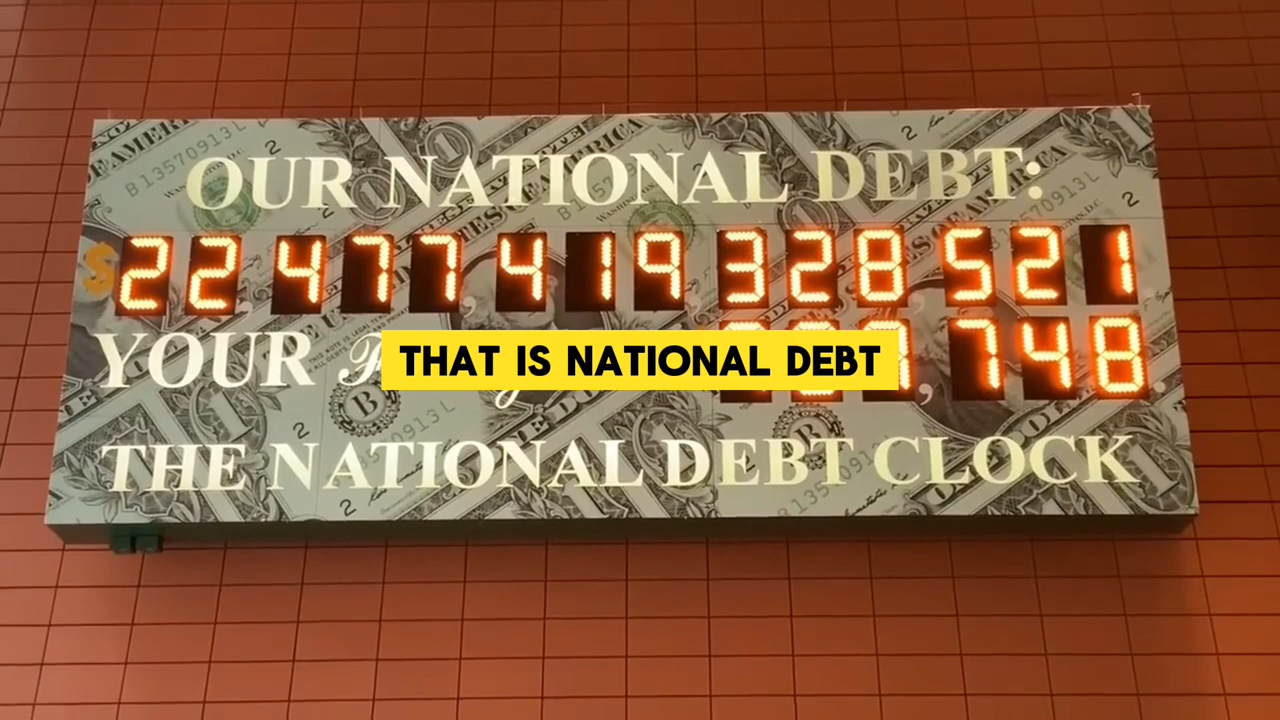 OUR NATIONAL DEBT:
$22,477,419,328,521
YOUR
,748
THAT IS NATIONAL DEBT
THE NATIONAL DEBT CLOCK